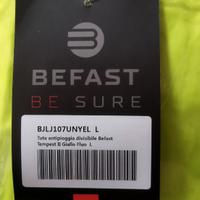 BEFAST
BE SURE
BJLJ107UNYEL L
Tuta antipioggia divisibile Befast
Tempest II Giallo Fluo L